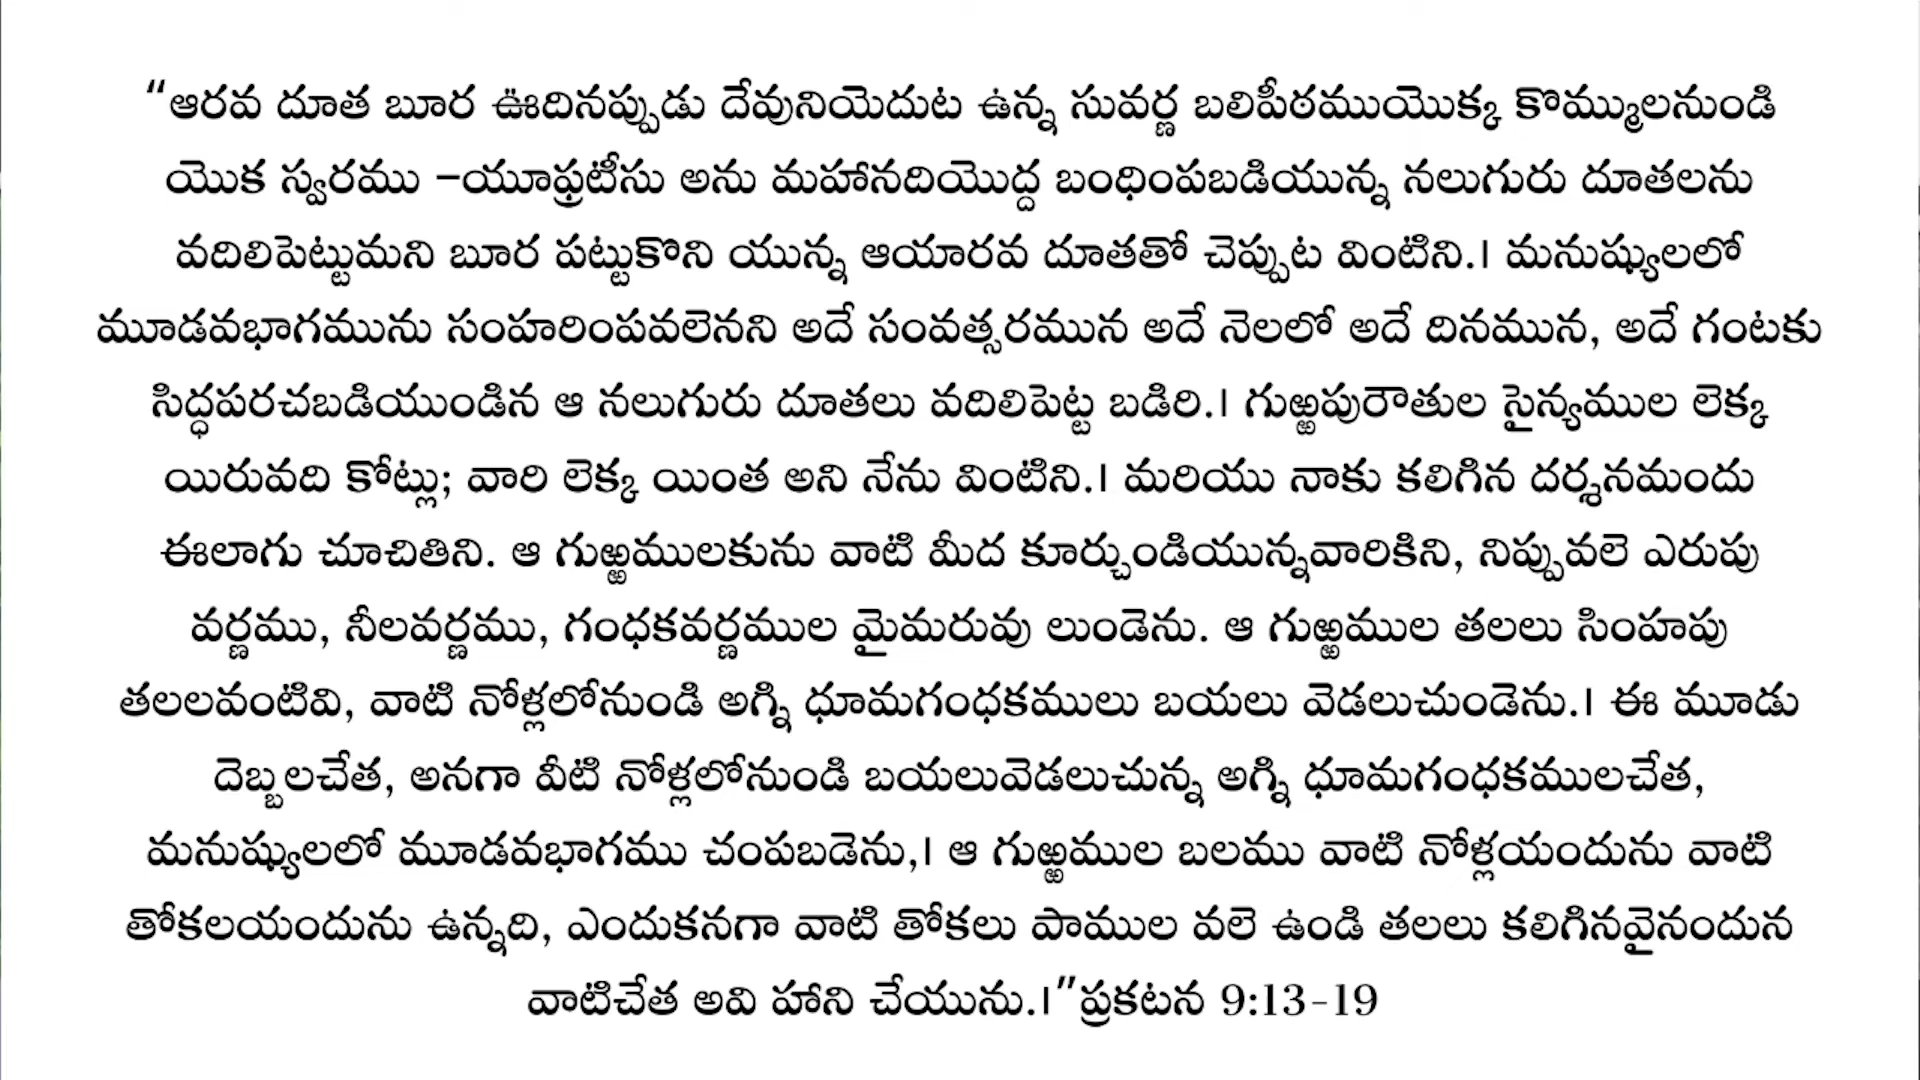 “ఆరవ దూత బూర ఊదినప్పుడు దేవునియెదుట ఉన్న సువర్ణ బలిపీఠముయొక్క కొమ్ములనుండి
యొక స్వరము –యూఫ్రటీసు అను మహానదియొద్ద బంధింపబడియున్న నలుగురు దూతలను
వదిలిపెట్టుమని బూర పట్టుకొని యున్న ఆయారవ దూతతో చెప్పుట వింటిని.। మనుష్యులలో
మూడవభాగమును సంహరింపవలెనని అదే సంవత్సరమున అదే నెలలో అదే దినమున, అదే గంటకు
సిద్ధపరచబడియుండిన ఆ నలుగురు దూతలు వదిలిపెట్ట బడిరి.। గుఱ్ఱపురౌతుల సైన్యముల లెక్క
యిరువది కోట్లు; వారి లెక్క యింత అని నేను వింటిని.। మరియు నాకు కలిగిన దర్శనమందు
ఈలాగు చూచితిని. ఆ గుఱ్ఱములకును వాటి మీద కూర్చుండియున్నవారికిని, నిప్పువలె ఎరుపు
వర్ణము, నీలవర్ణము, గంధకవర్ణముల మైమరువు లుండెను. ఆ గుఱ్ఱముల తలలు సింహపు
తలలవంటివి, వాటి నోళ్లలోనుండి అగ్ని ధూమగంధకములు బయలు వెడలుచుండెను.। ఈ మూడు
దెబ్బలచేత, అనగా వీటి నోళ్లలోనుండి బయలువెడలుచున్న అగ్ని ధూమగంధకములచేత,
మనుష్యులలో మూడవభాగము చంపబడెను,। ఆ గుఱ్ఱముల బలము వాటి నోళ్లయందును వాటి
తోకలయందును ఉన్నది, ఎందుకనగా వాటి తోకలు పాముల వలె ఉండి తలలు కలిగినవైనందున
వాటిచేత అవి హాని చేయును.।”ప్రకటన 9:13-19